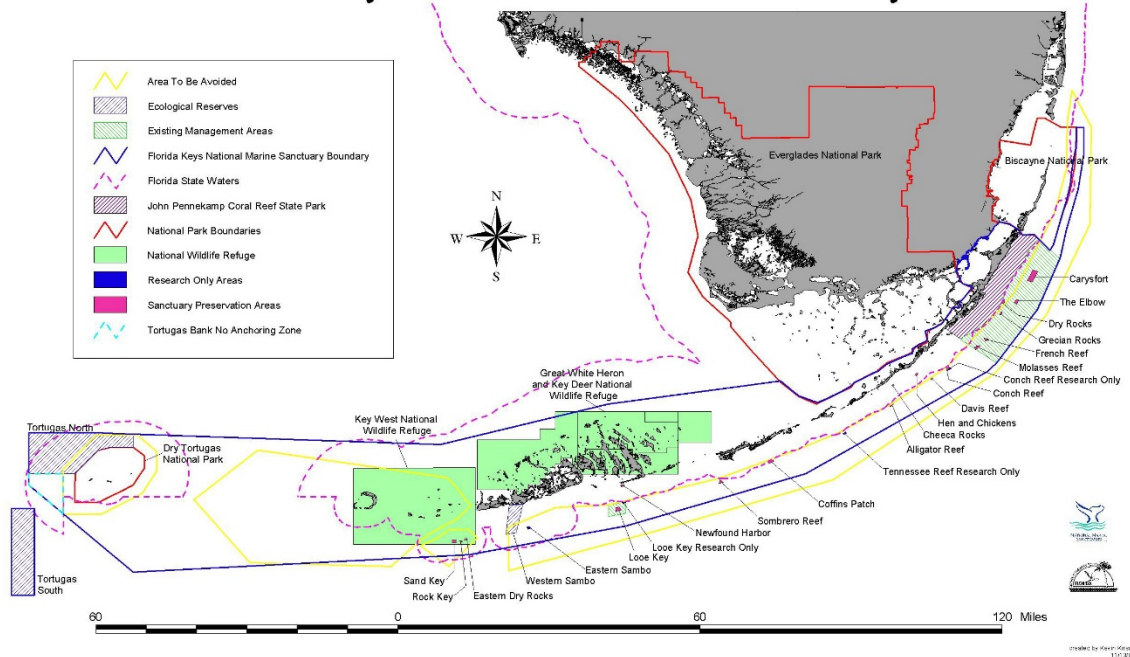 Area To Be Avoided
Ecological Reserves
Existing Management Areas
Florida Keys National Marine Sanctuary Boundary
Florida State Waters
John Pennekamp Coral Reef State Park
National Park Boundaries
National Wildlife Refuge
Research Only Areas
Sanctuary Preservation Areas
Tortugas Bank No Anchoring Zone
N
W
E
S
Everglades National Park
Biscayne National Park
Carysfort
The Elbow
Dry Rocks
Grecian Rocks
French Reef
Molasses Reef
Conch Reef Research Only
Conch Reef
Davis Reef
Hen and Chickens
Checca Rocks
Alligator Reef
Tennessee Reef Research Only
Coffins Patch
Sombrero Reef
Newfound Harbor
Looe Key Research Only
Looe Key
Eastern Sambo
Western Sambo
Eastern Dry Rocks
Rock Key
Sand Key
Great White Heron
and Key Deer National
Wildlife Refuge
Key West National
Wildlife Refuge
Tortugas North
Dry Tortugas
National Park
Tortugas
South
60
0
60
120
Miles